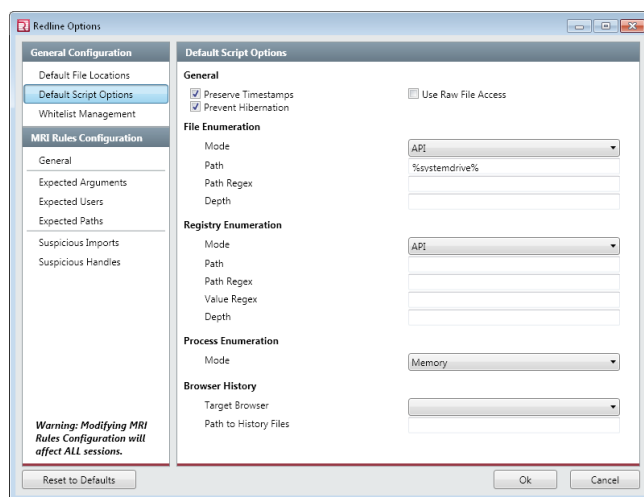 Redline Options
General Configuration
Default File Locations
Default Script Options
Whitelist Management
MRI Rules Configuration
General
Expected Arguments
Expected Users
Expected Paths
Suspicious Imports
Suspicious Handles
Warning: Modifying MRI
Rules Configuration will
affect ALL sessions.
Default Script Options
General
Preserve Timestamps
Use Raw File Access
Prevent Hibernation
File Enumeration
Mode API
Path %systemdrive%
Path Regex
Depth
Registry Enumeration
Mode API
Path
Path Regex
Value Regex
Depth
Process Enumeration
Mode Memory
Browser History
Target Browser
Path to History Files
Reset to Defaults
Ok
Cancel